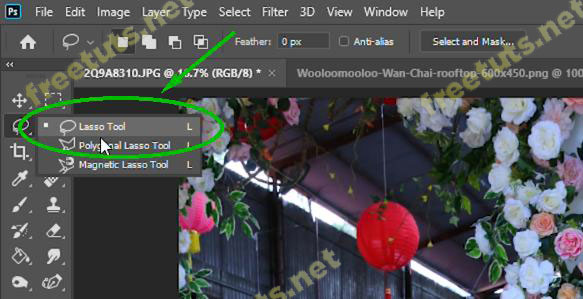 Ps File Edit Image Layer Type Select Filter 3D View Window Help
Feather: 0 px Anti-alias Select and Mask...
2Q9A8310.JPG @ 16.7% (RGB/8) * × Wooloomooloo-Wan-Chai-rooftop-600x450.png @ 100
Lasso Tool L
Polygonal Lasso Tool L
Magnetic Lasso Tool L
freetuts.net
freetuts.net
freetuts.net
freetuts.net